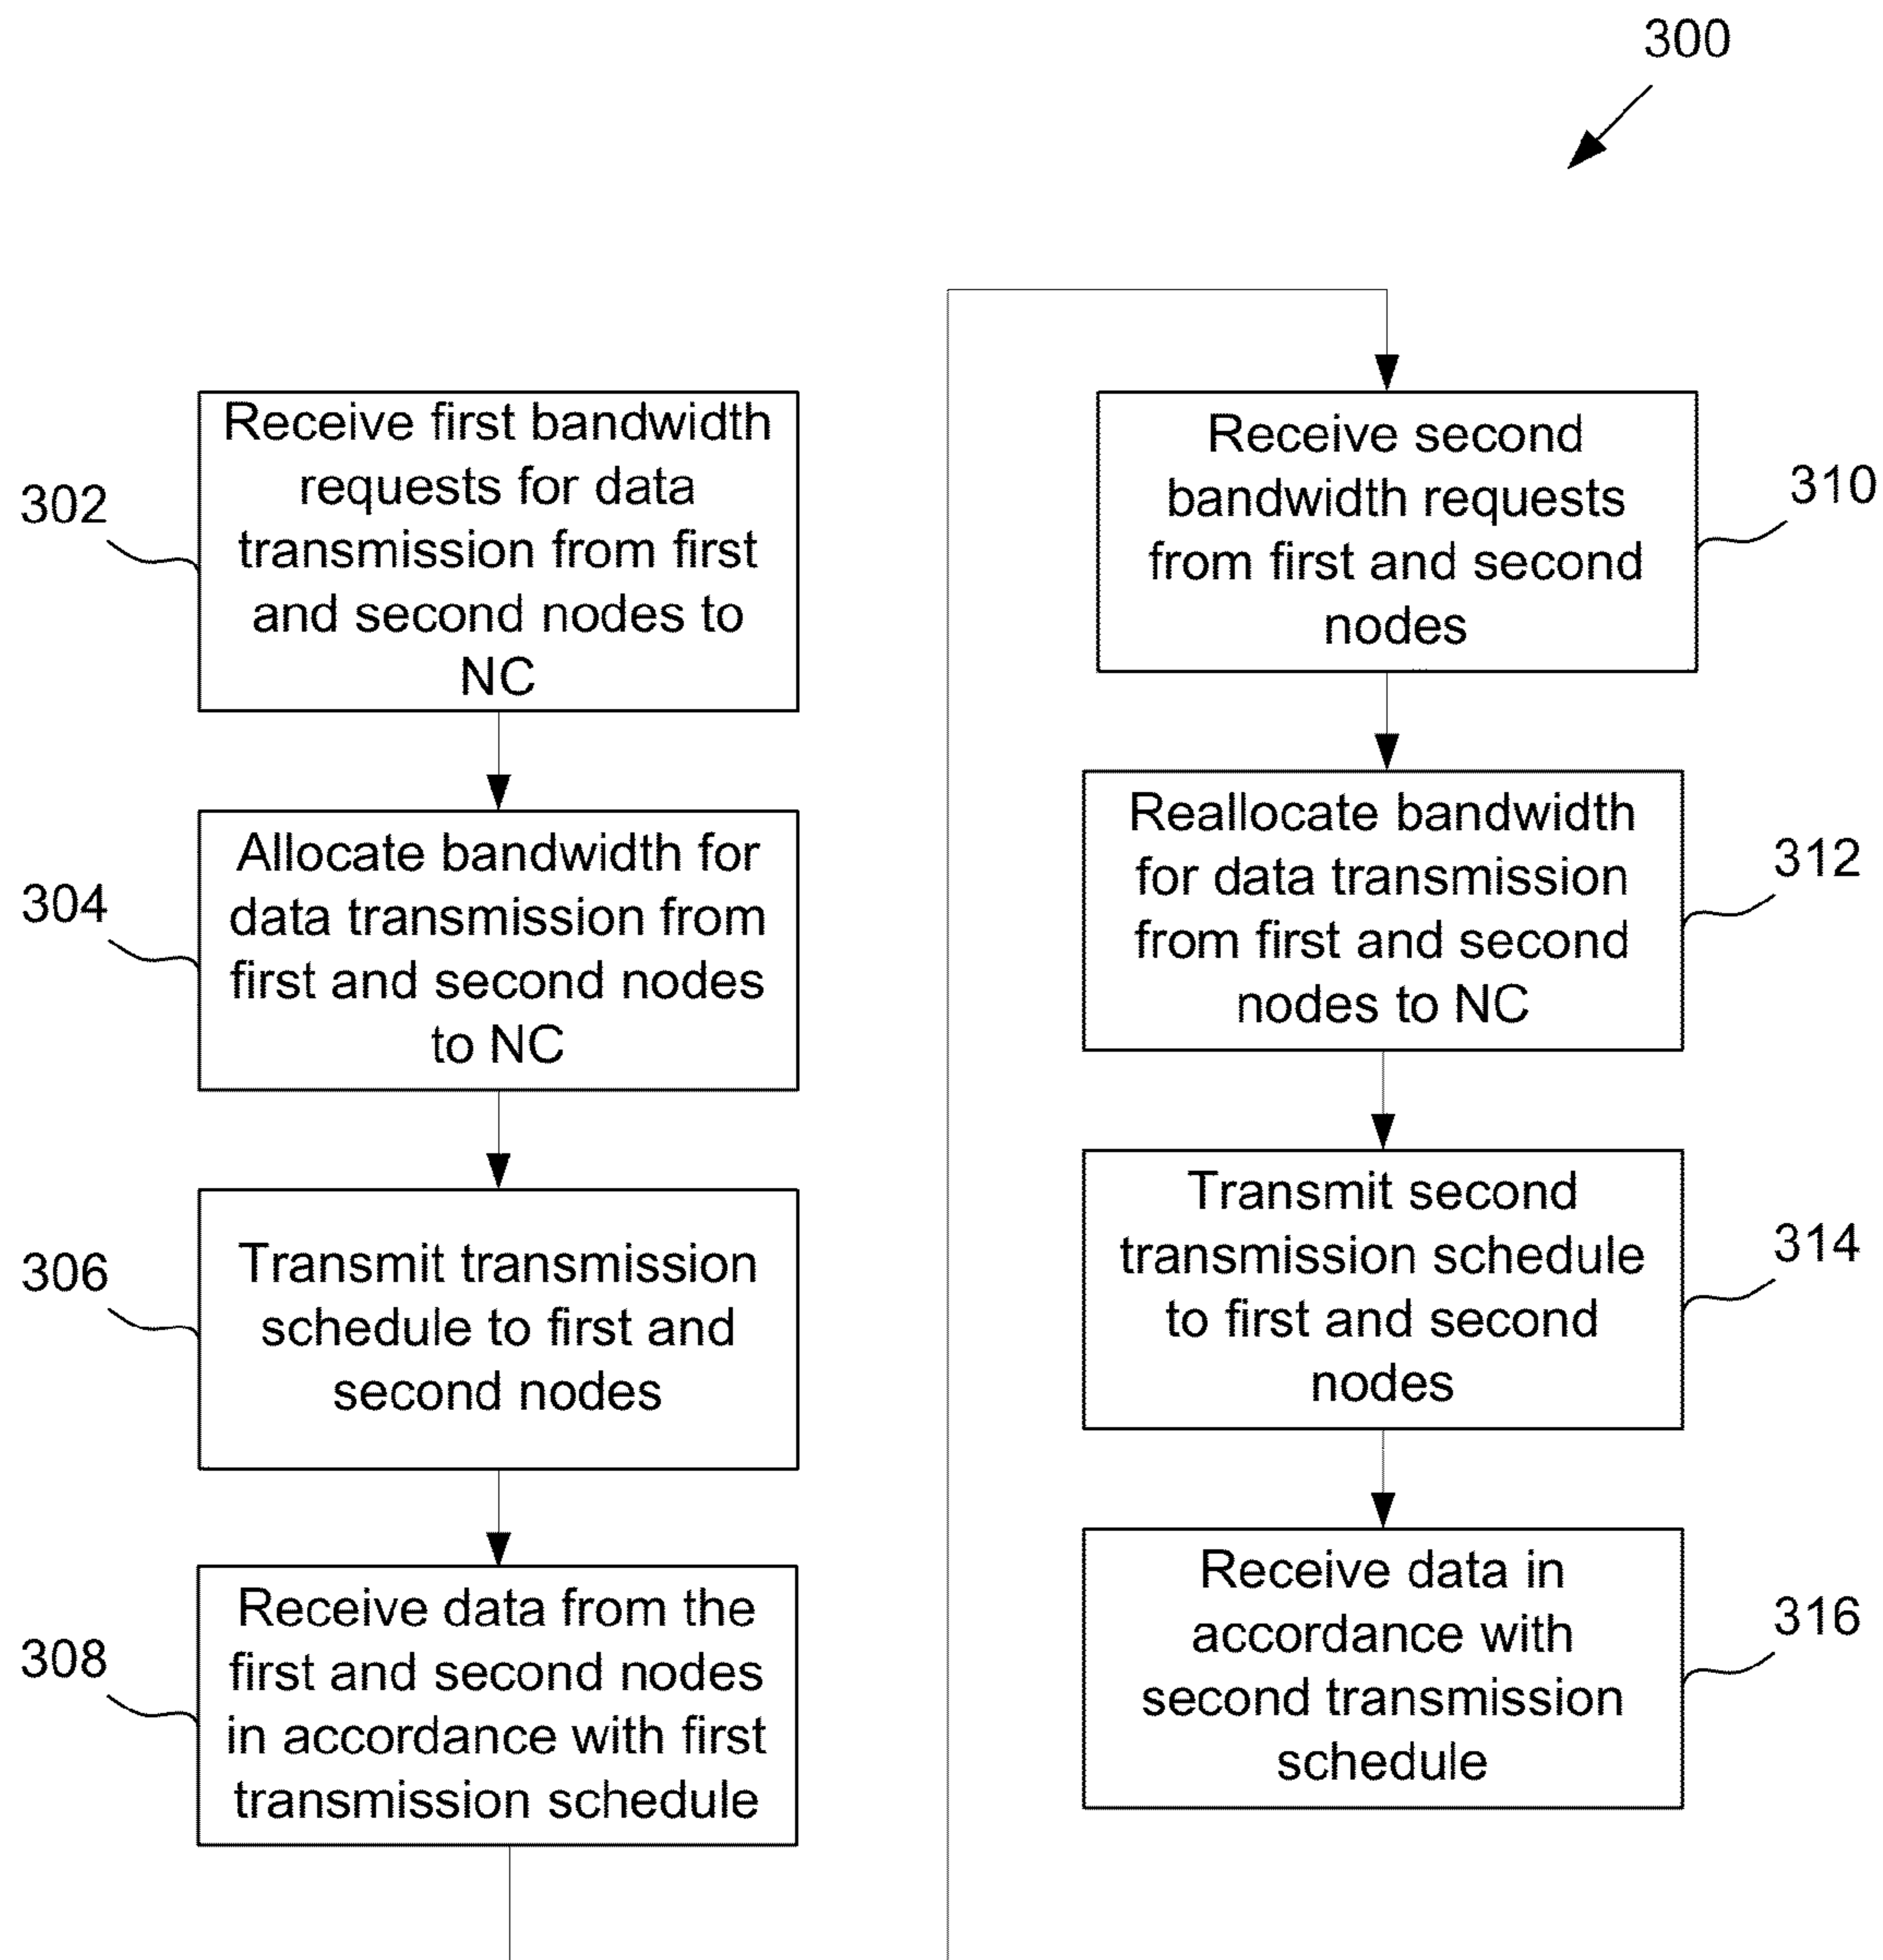 300
302
Receive first bandwidth
requests for data
transmission from first
and second nodes to
NC
304
Allocate bandwidth for
data transmission from
first and second nodes
to NC
306
Transmit transmission
schedule to first and
second nodes
308
Receive data from the
first and second nodes
in accordance with first
transmission schedule
Receive second
bandwidth requests
from first and second
nodes
310
Reallocate bandwidth
for data transmission
from first and second
nodes to NC
312
Transmit second
transmission schedule
to first and second
nodes
314
Receive data in
accordance with
second transmission
schedule
316